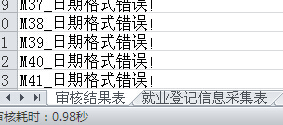 9 M37_日期格式错误!
0 M38_日期格式错误!
1 M39_日期格式错误!
2 M40_日期格式错误!
3 M41_日期格式错误!
审核结果表 就业登记信息采集表
审核耗时：0.98秒